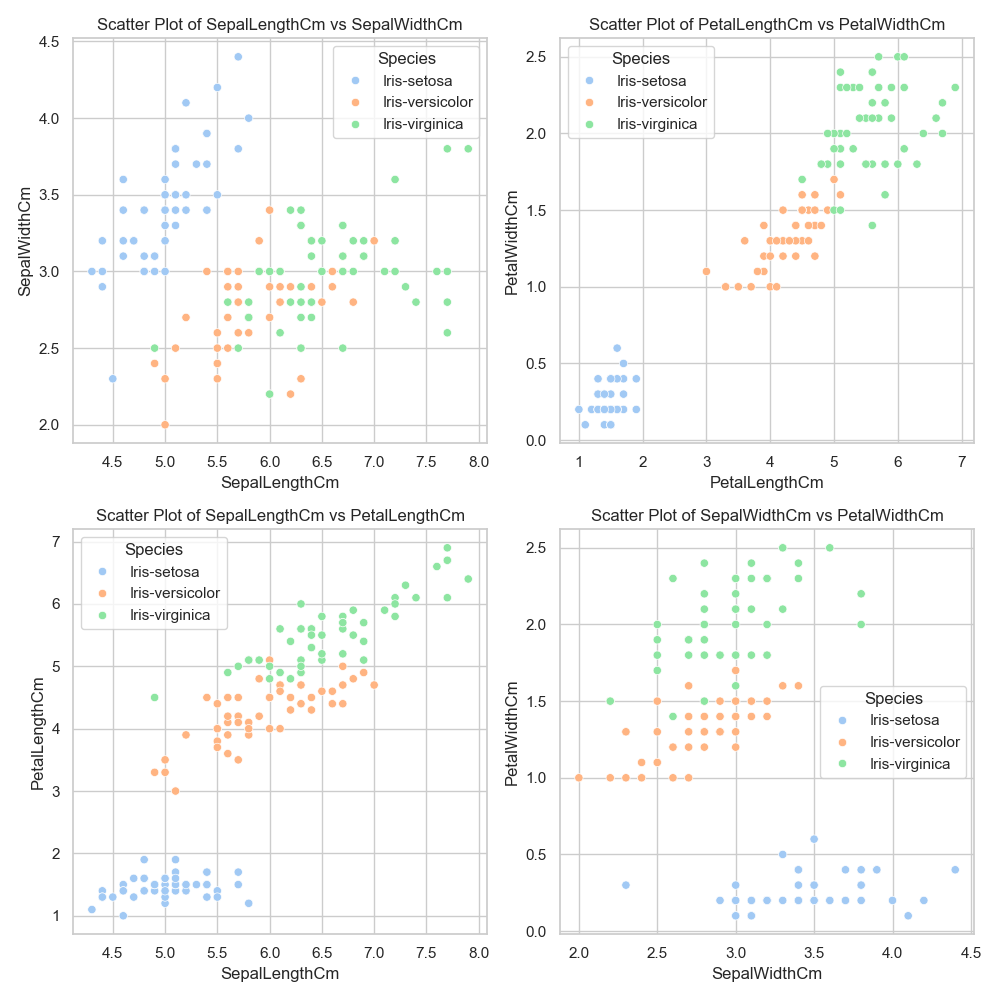 Scatter Plot of SepalLengthCm vs SepalWidthCm
4.5
4.0
3.5
3.0
2.5
2.0
SepalWidthCm
Species
Iris-setosa
Iris-versicolor
Iris-virginica
4.5 5.0 5.5 6.0 6.5 7.0 7.5 8.0
SepalLengthCm
Scatter Plot of PetalLengthCm vs PetalWidthCm
2.5
2.0
1.5
1.0
0.5
0.0
PetalWidthCm
Species
Iris-setosa
Iris-versicolor
Iris-virginica
1 2 3 4 5 6 7
PetalLengthCm
Scatter Plot of SepalLengthCm vs PetalLengthCm
7
6
5
4
3
2
1
PetalLengthCm
Species
Iris-setosa
Iris-versicolor
Iris-virginica
4.5 5.0 5.5 6.0 6.5 7.0 7.5 8.0
SepalLengthCm
Scatter Plot of SepalWidthCm vs PetalWidthCm
2.5
2.0
1.5
1.0
0.5
0.0
PetalWidthCm
Species
Iris-setosa
Iris-versicolor
Iris-virginica
2.0 2.5 3.0 3.5 4.0 4.5
SepalWidthCm